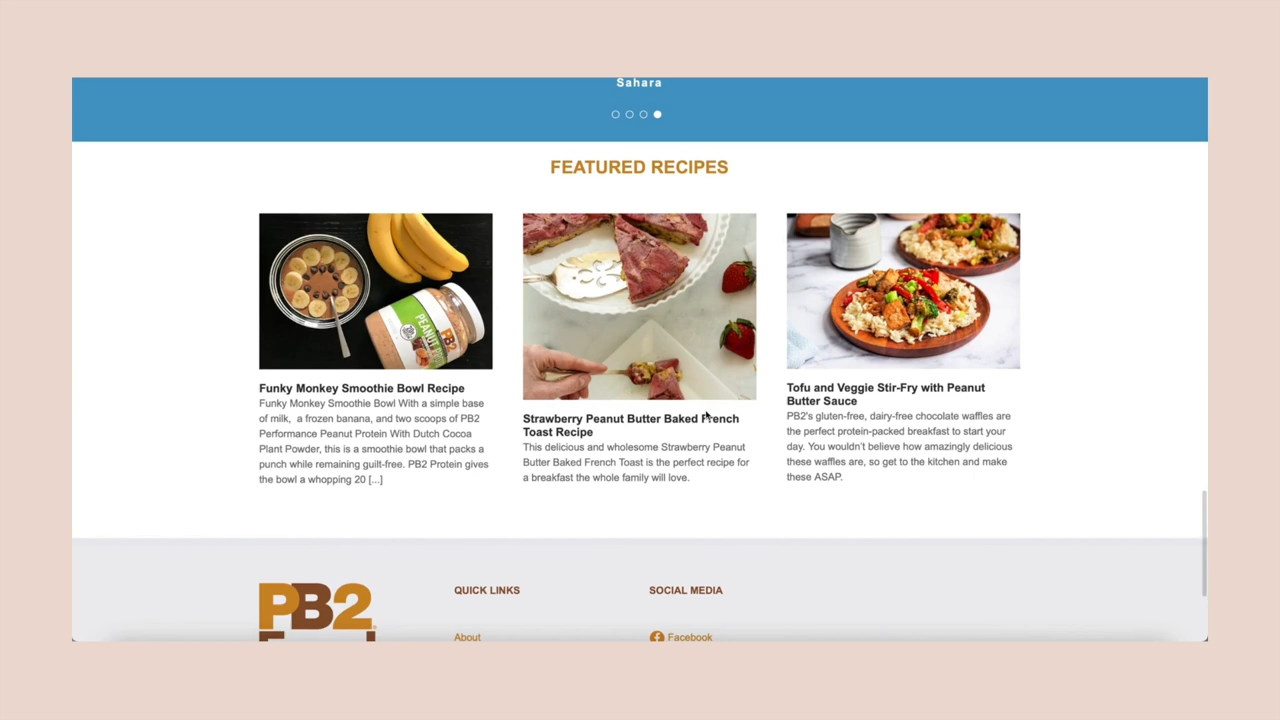 Sahara
FEATURED RECIPES
PEANUT
PB2
Funky Monkey Smoothie Bowl Recipe
Funky Monkey Smoothie Bowl With a simple base
of milk, a frozen banana, and two scoops of PB2
Performance Peanut Protein With Dutch Cocoa
Plant Powder, this is a smoothie bowl that packs a
punch while remaining guilt-free. PB2 Protein gives
the bowl a whopping 20 [...]
Strawberry Peanut Butter Baked French
Toast Recipe
This delicious and wholesome Strawberry Peanut
Butter Baked French Toast is the perfect recipe for
a breakfast the whole family will love.
Tofu and Veggie Stir-Fry with Peanut
Butter Sauce
PB2's gluten-free, dairy-free chocolate waffles are
the perfect protein-packed breakfast to start your
day. You wouldn't believe how amazingly delicious
these waffles are, so get to the kitchen and make
these ASAP.
PB2
QUICK LINKS
About
SOCIAL MEDIA
Facebook